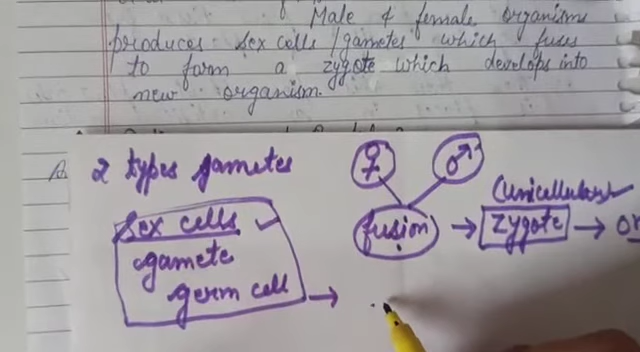 Male & female organisms
produces sex cells / gametes which fuses
to form a zygote which develops into
new organism.
2 types gametes
♀ ♂
(unicellular)
fusion → zygote → or
sex cells ✓
gamete
germ cell →